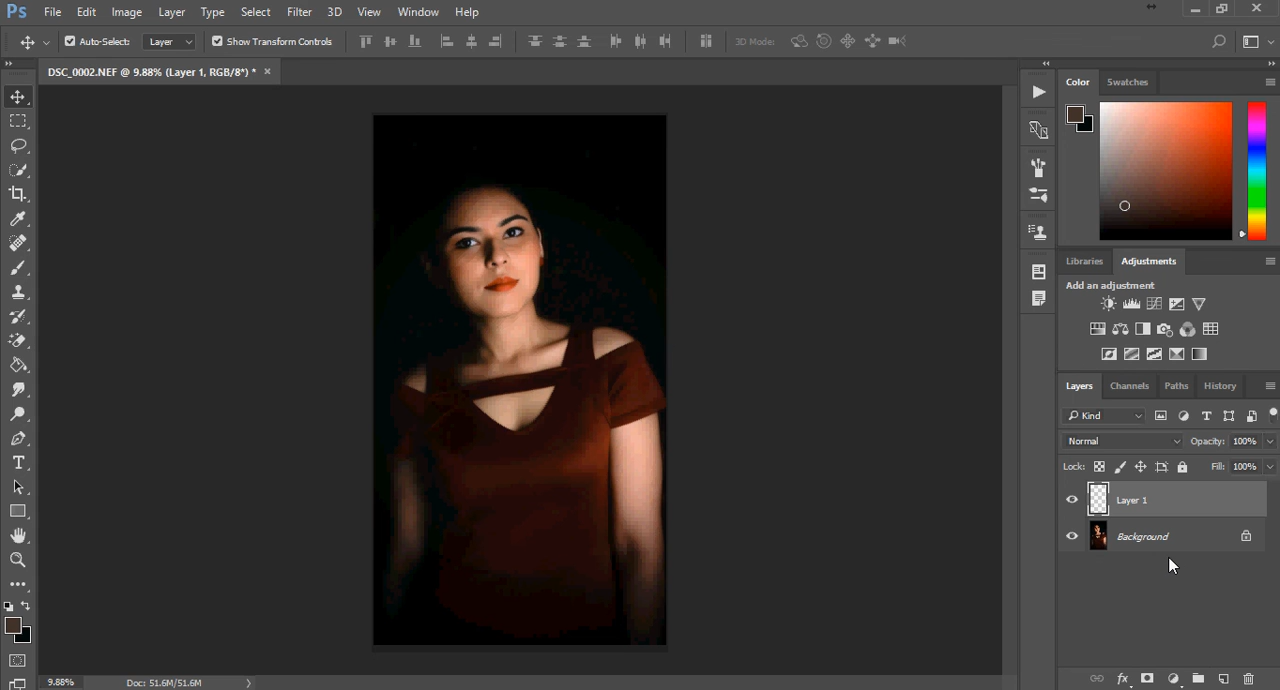 Ps File Edit Image Layer Type Select Filter 3D View Window Help
Auto-Select: Layer Show Transform Controls 3D Mode:
DSC_0002.NEF @ 9.88% (Layer 1, RGB/8*) * ×
Color Swatches
Libraries Adjustments
Add an adjustment
Layers Channels Paths History
Kind
Normal Opacity: 100%
Lock: Fill: 100%
Layer 1
Background
9.88% Doc: 51.6M/51.6M